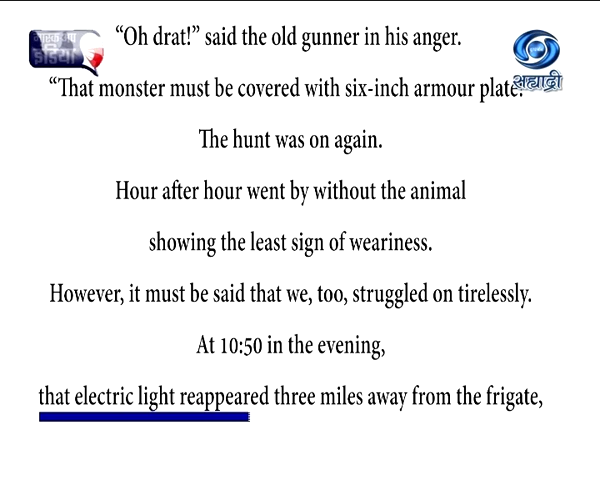 मास्क अप
इंडिया
सह्याद्री
“Oh drat!” said the old gunner in his anger.
“That monster must be covered with six-inch armour plate.
The hunt was on again.
Hour after hour went by without the animal
showing the least sign of weariness.
However, it must be said that we, too, struggled on tirelessly.
At 10:50 in the evening,
that electric light reappeared three miles away from the frigate,